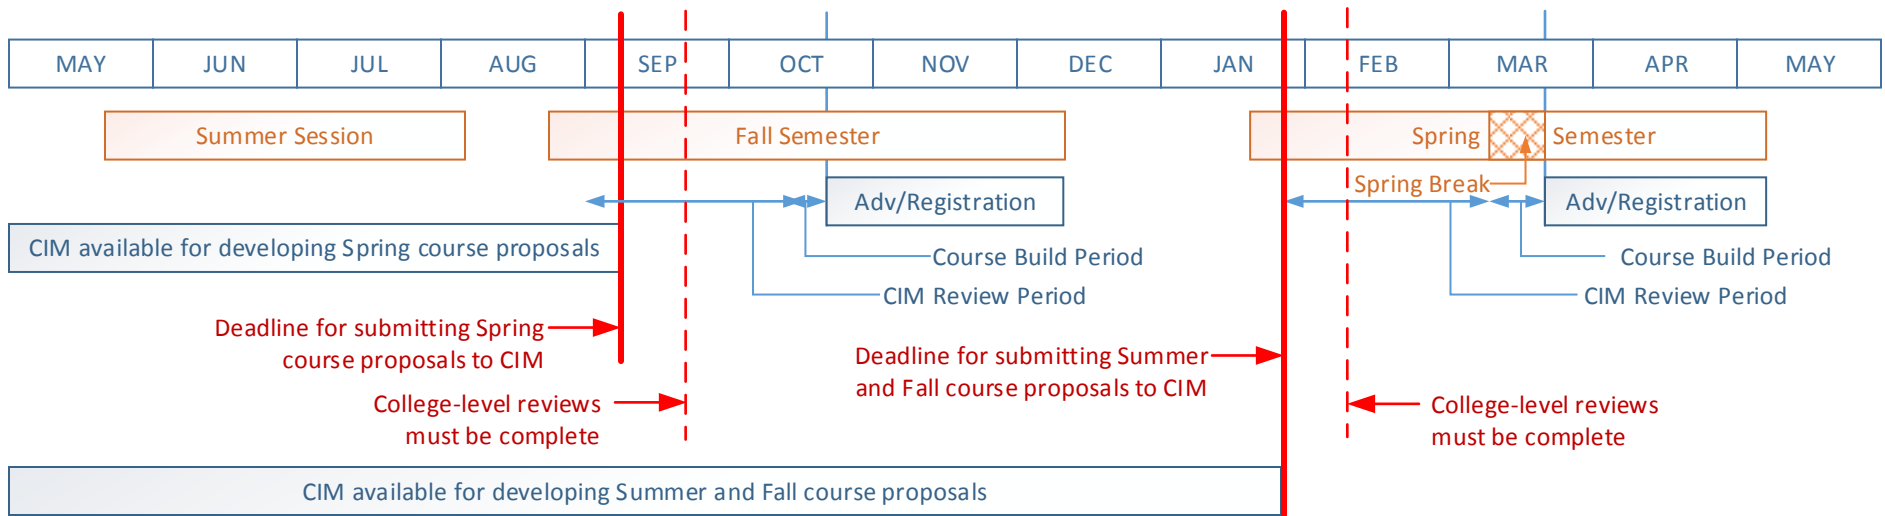 MAY JUN JUL AUG SEP OCT NOV DEC JAN FEB MAR APR MAY
Summer Session
Fall Semester
Spring Semester
Spring Break
Adv/Registration
Adv/Registration
CIM available for developing Spring course proposals
Course Build Period
Course Build Period
CIM Review Period
CIM Review Period
Deadline for submitting Spring
course proposals to CIM
Deadline for submitting Summer
and Fall course proposals to CIM
College-level reviews
must be complete
College-level reviews
must be complete
CIM available for developing Summer and Fall course proposals